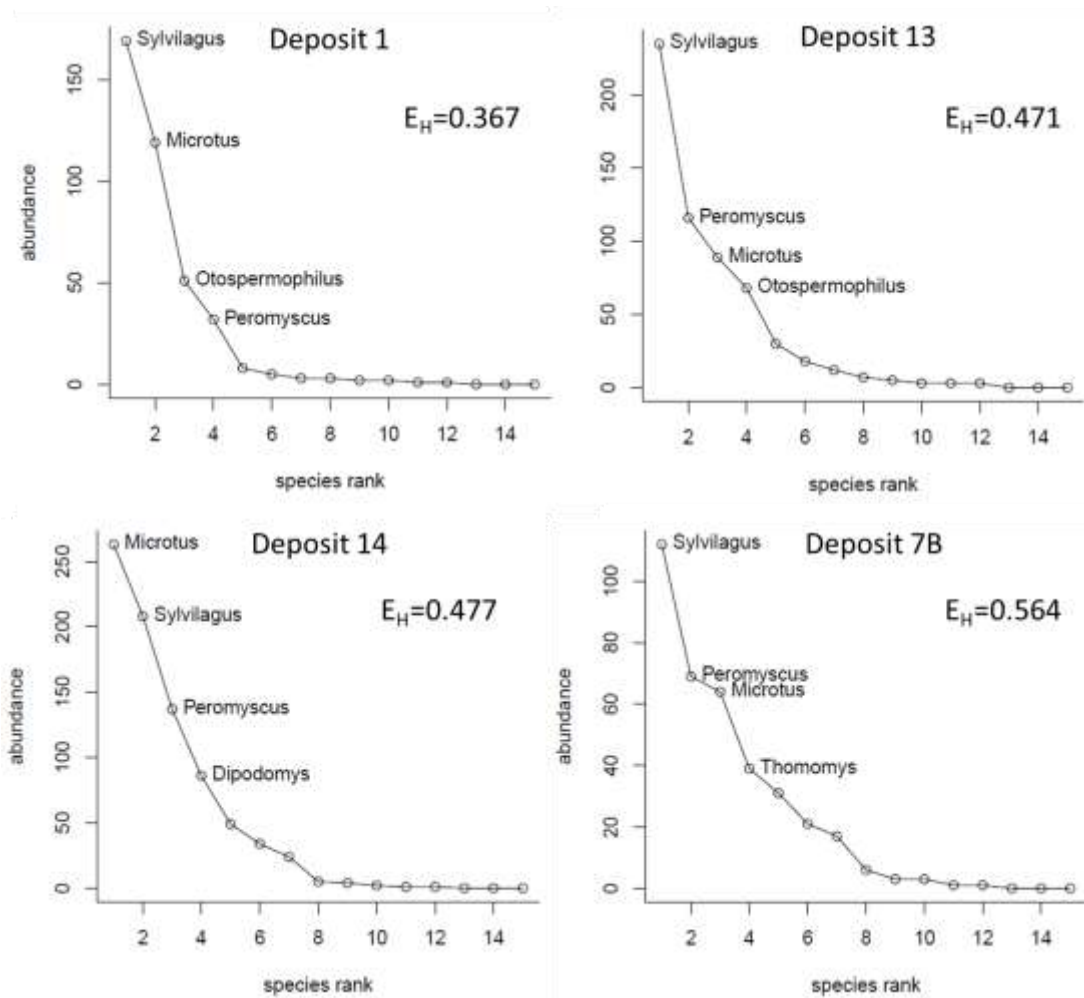 Deposit 1
E_H=0.367
Sylvilagus
Microtus
Otospermophilus
Peromyscus
abundance
150
100
50
0
2 4 6 8 10 12 14
species rank
Deposit 13
E_H=0.471
Sylvilagus
Peromyscus
Microtus
Otospermophilus
200
150
100
50
0
2 4 6 8 10 12 14
species rank
Deposit 14
E_H=0.477
Microtus
Sylvilagus
Peromyscus
Dipodomys
abundance
250
200
150
100
50
0
2 4 6 8 10 12 14
species rank
Deposit 7B
E_H=0.564
Sylvilagus
Peromyscus
Microtus
Thomomys
abundance
100
80
60
40
20
0
2 4 6 8 10 12 14
species rank